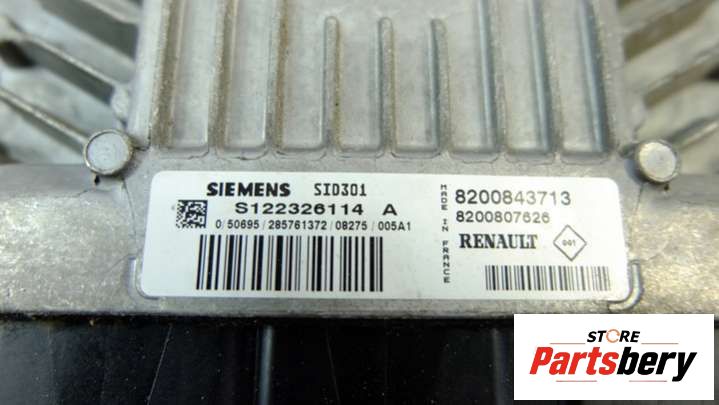 SIEMENS SID301
S122326114 A
0/50695/285761372/08275/005A1
MADE IN FRANCE
8200843713
8200807626
RENAULT 001
STORE
Partsbery